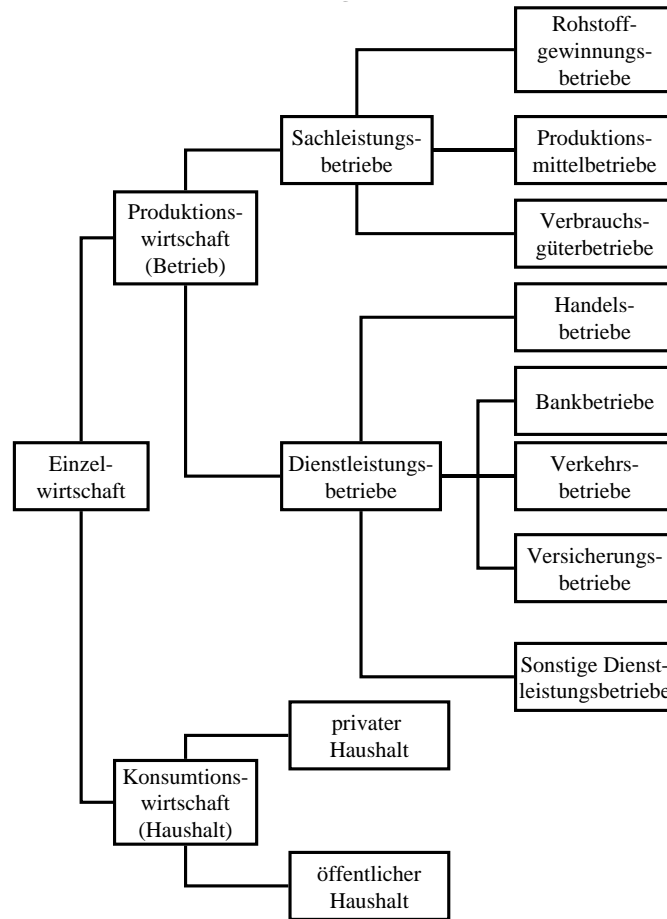 Rohstoff-
gewinnungs-
betriebe
Sachleistungs-
betriebe
Produktions-
mittelbetriebe
Produktions-
wirtschaft
(Betrieb)
Verbrauchs-
güterbetriebe
Handels-
betriebe
Bankbetriebe
Einzel-
wirtschaft
Dienstleistungs-
betriebe
Verkehrs-
betriebe
Versicherungs-
betriebe
Sonstige Dienst-
leistungsbetriebe
privater
Haushalt
Konsumtions-
wirtschaft
(Haushalt)
öffentlicher
Haushalt